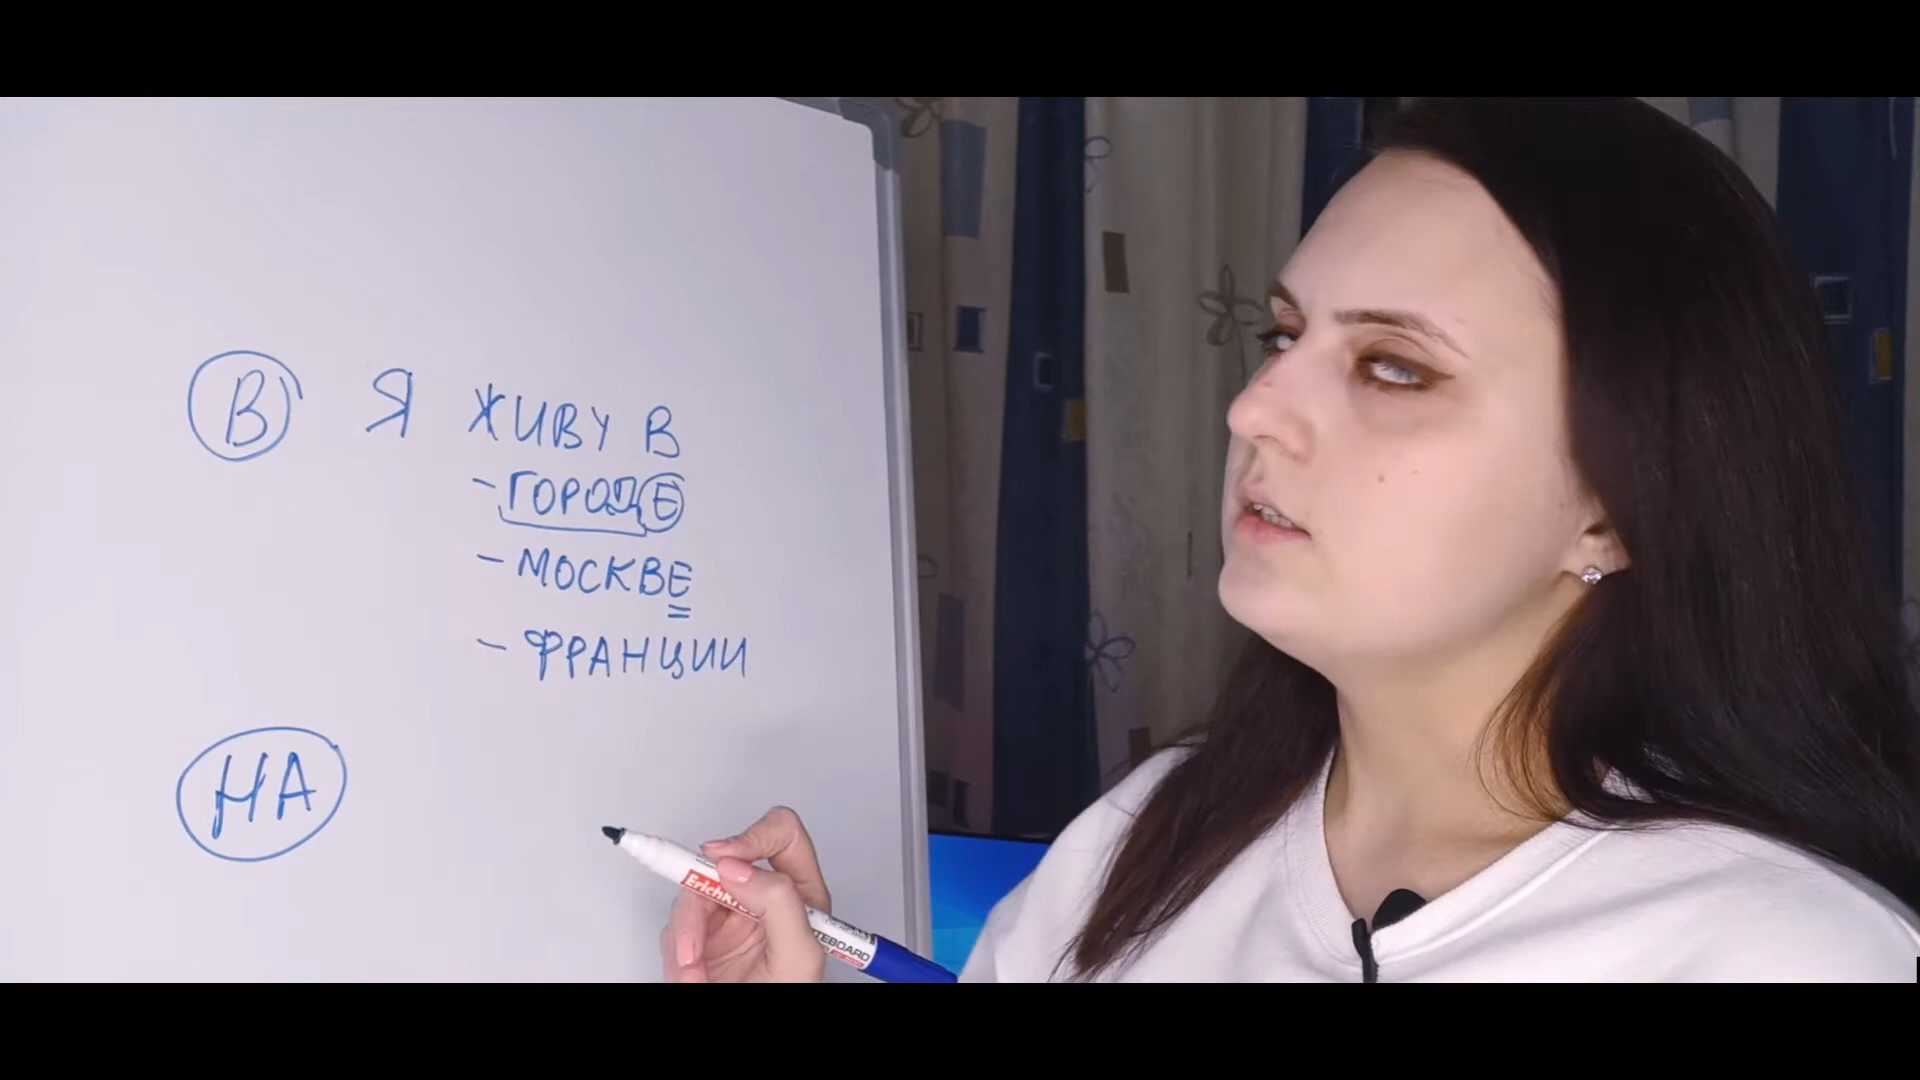 В Я ЖИВУ В
- ГОРОДЕ
- МОСКВЕ
- ФРАНЦИИ
НА